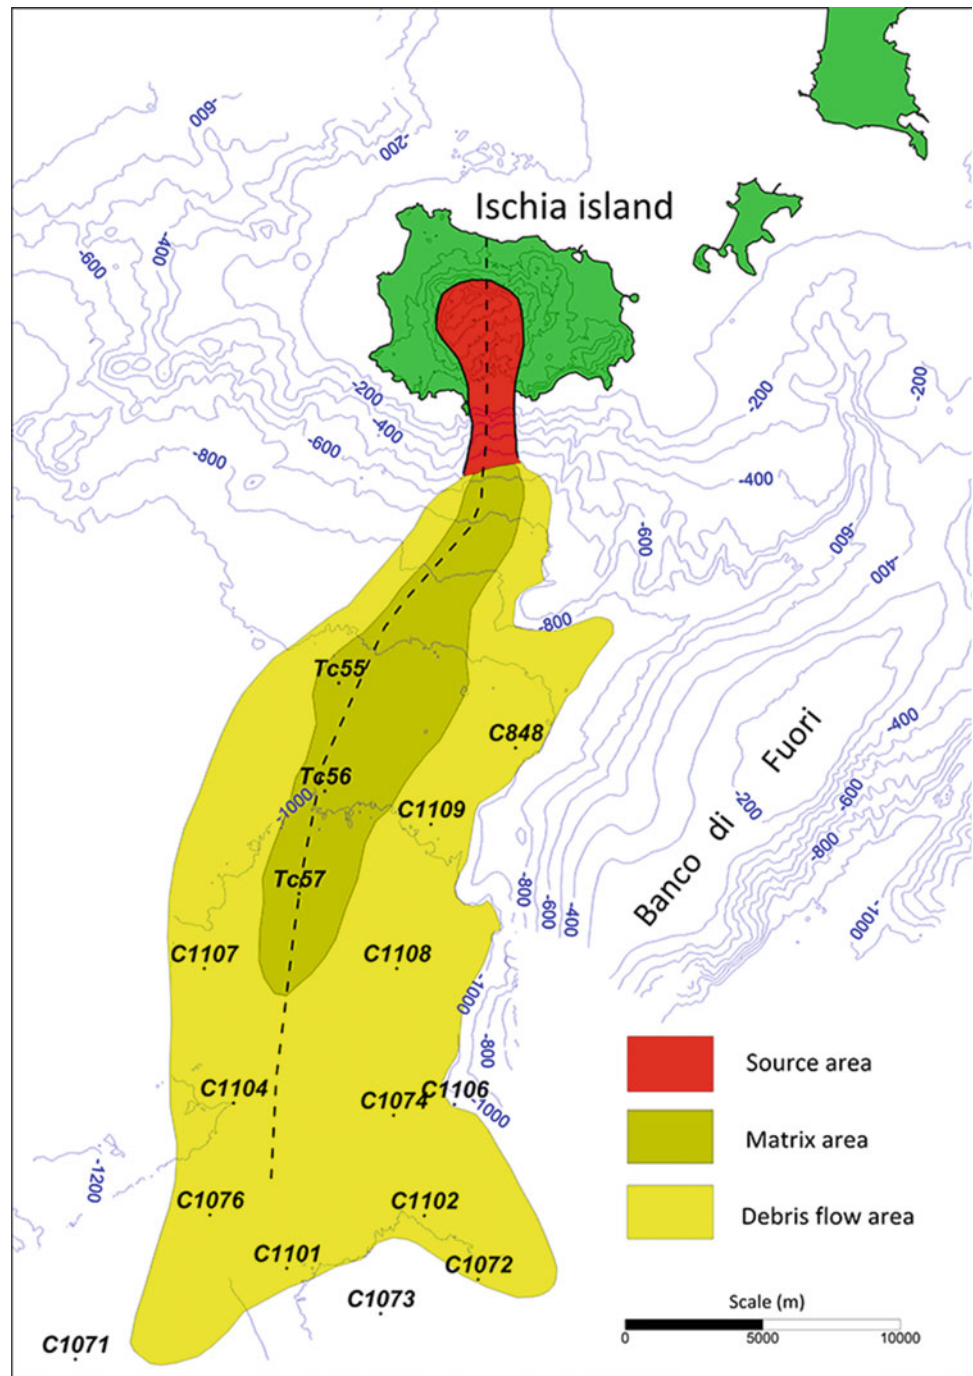 -600
-200
Ischia island
-400
-600
-200
-200
-200
-400
-600
-800
-400
-600
-600
-400
-800
Tc55
C848
-400
Fuori
Tc56
-1000
C1109
-200
-600
di
-800
Tc57
Banco
-800
-600
-400
-1000
C1107
C1108
-1000
-800
Source area
C1104
C1074
C1106
-1000
Matrix area
-1200
C1076
C1102
Debris flow area
C1101
C1072
C1073
Scale (m)
0
5000
10000
C1071